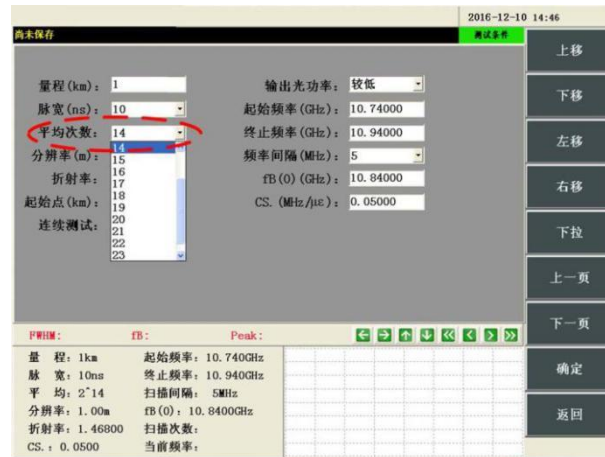 2016-12-10 14:46
尚未保存 测试条件
量程(km): 1 输出光功率: 较低
脉宽(ns): 10 起始频率(GHz): 10.74000
平均次数: 14 终止频率(GHz): 10.94000
分辨率(m): 频率间隔(MHz): 5
折射率: fB(0)(GHz): 10.84000
起始点(km): CS.(MHz/με): 0.05000
连续测试:
14
15
16
17
18
19
20
21
22
23
上移
下移
左移
右移
下拉
上一页
下一页
确定
返回
FWHM: fB: Peak:
量 程: 1km 起始频率: 10.740GHz
脉 宽: 10ns 终止频率: 10.940GHz
平 均: 2^14 扫描间隔: 5MHz
分辨率: 1.00m fB(0): 10.8400GHz
折射率: 1.46800 扫描次数:
CS.: 0.0500 当前频率: